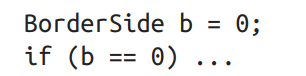 BorderSide b = 0;
if (b == 0) ...